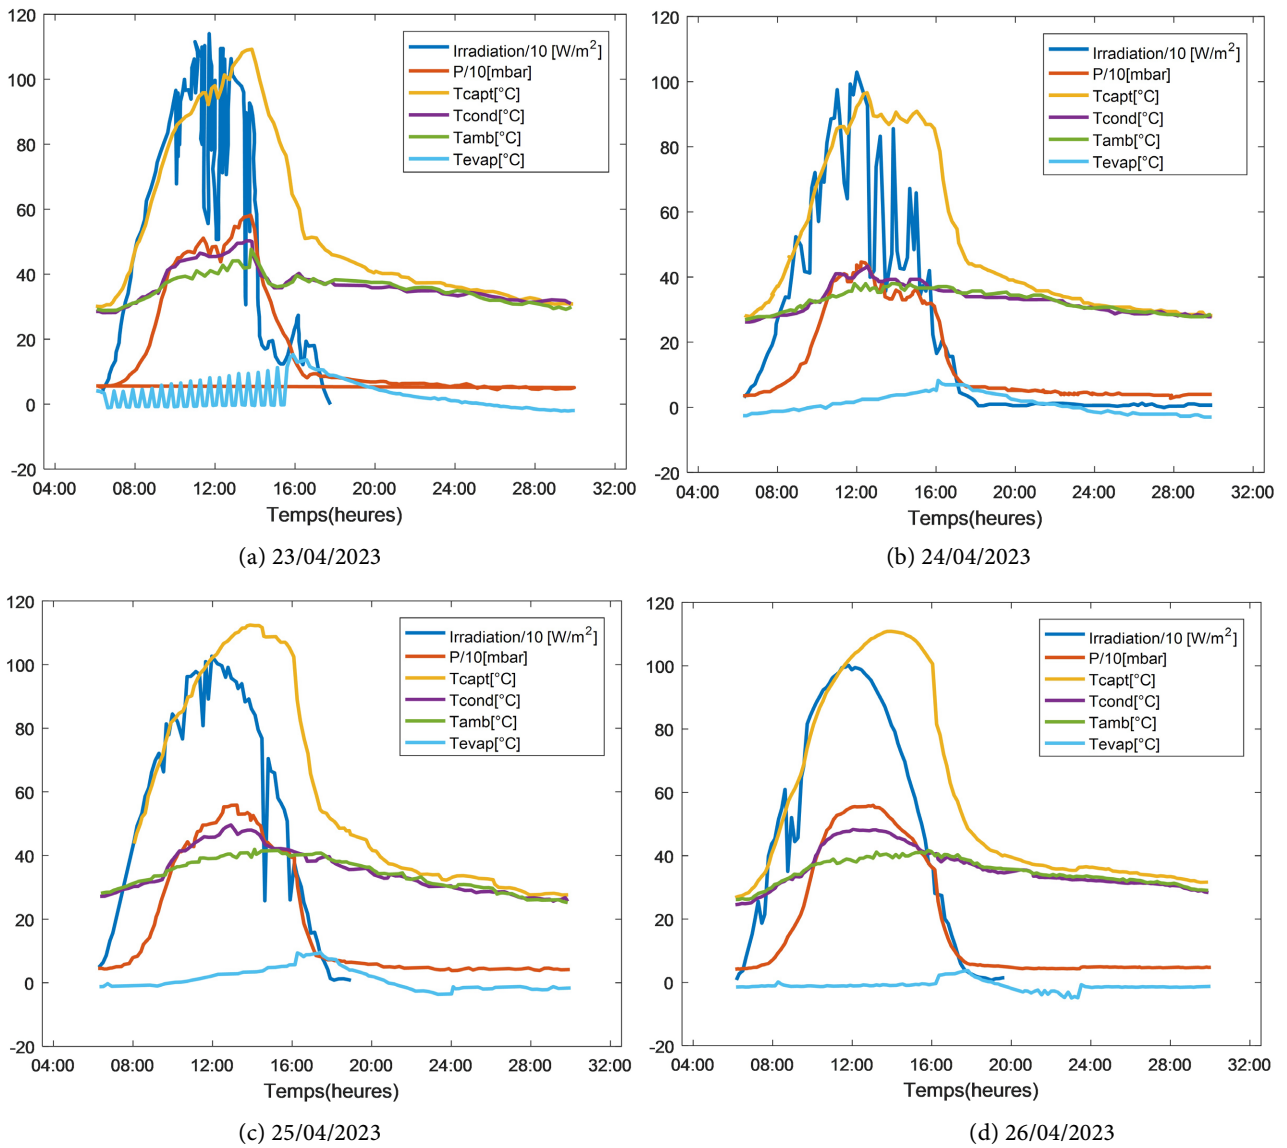 120
100
80
60
40
20
0
-20
04:00 08:00 12:00 16:00 20:00 24:00 28:00 32:00
Temps(heures)
Irradiation/10 [W/m²]
P/10[mbar]
Tcapt[°C]
Tcond[°C]
Tamb[°C]
Tevap[°C]
(a) 23/04/2023
120
100
80
60
40
20
0
-20
04:00 08:00 12:00 16:00 20:00 24:00 28:00 32:00
Temps(heures)
Irradiation/10 [W/m²]
P/10[mbar]
Tcapt[°C]
Tcond[°C]
Tamb[°C]
Tevap[°C]
(b) 24/04/2023
120
100
80
60
40
20
0
-20
04:00 08:00 12:00 16:00 20:00 24:00 28:00 32:00
Temps(heures)
Irradiation/10 [W/m²]
P/10[mbar]
Tcapt[°C]
Tcond[°C]
Tamb[°C]
Tevap[°C]
(c) 25/04/2023
120
100
80
60
40
20
0
-20
04:00 08:00 12:00 16:00 20:00 24:00 28:00 32:00
Temps(heures)
Irradiation/10 [W/m²]
P/10[mbar]
Tcapt[°C]
Tcond[°C]
Tamb[°C]
Tevap[°C]
(d) 26/04/2023